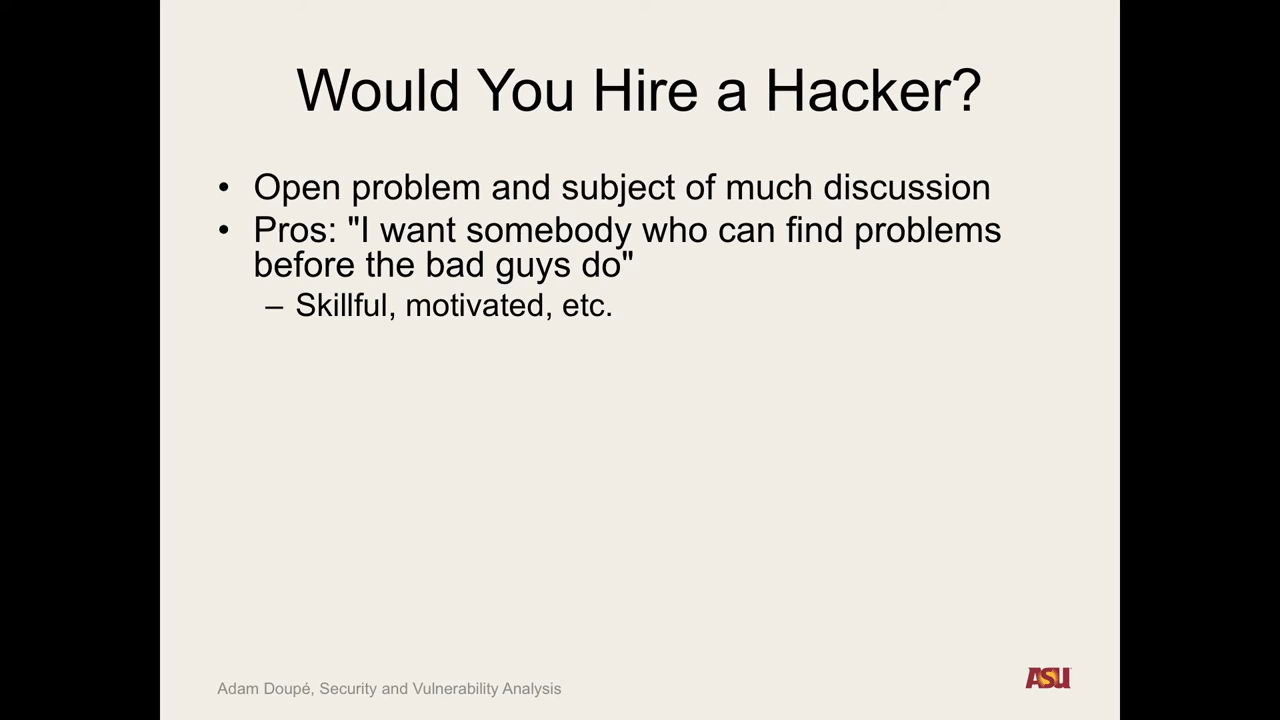 Would You Hire a Hacker?
• Open problem and subject of much discussion
• Pros: "I want somebody who can find problems
before the bad guys do"
– Skillful, motivated, etc.
Adam Doupé, Security and Vulnerability Analysis
ASU